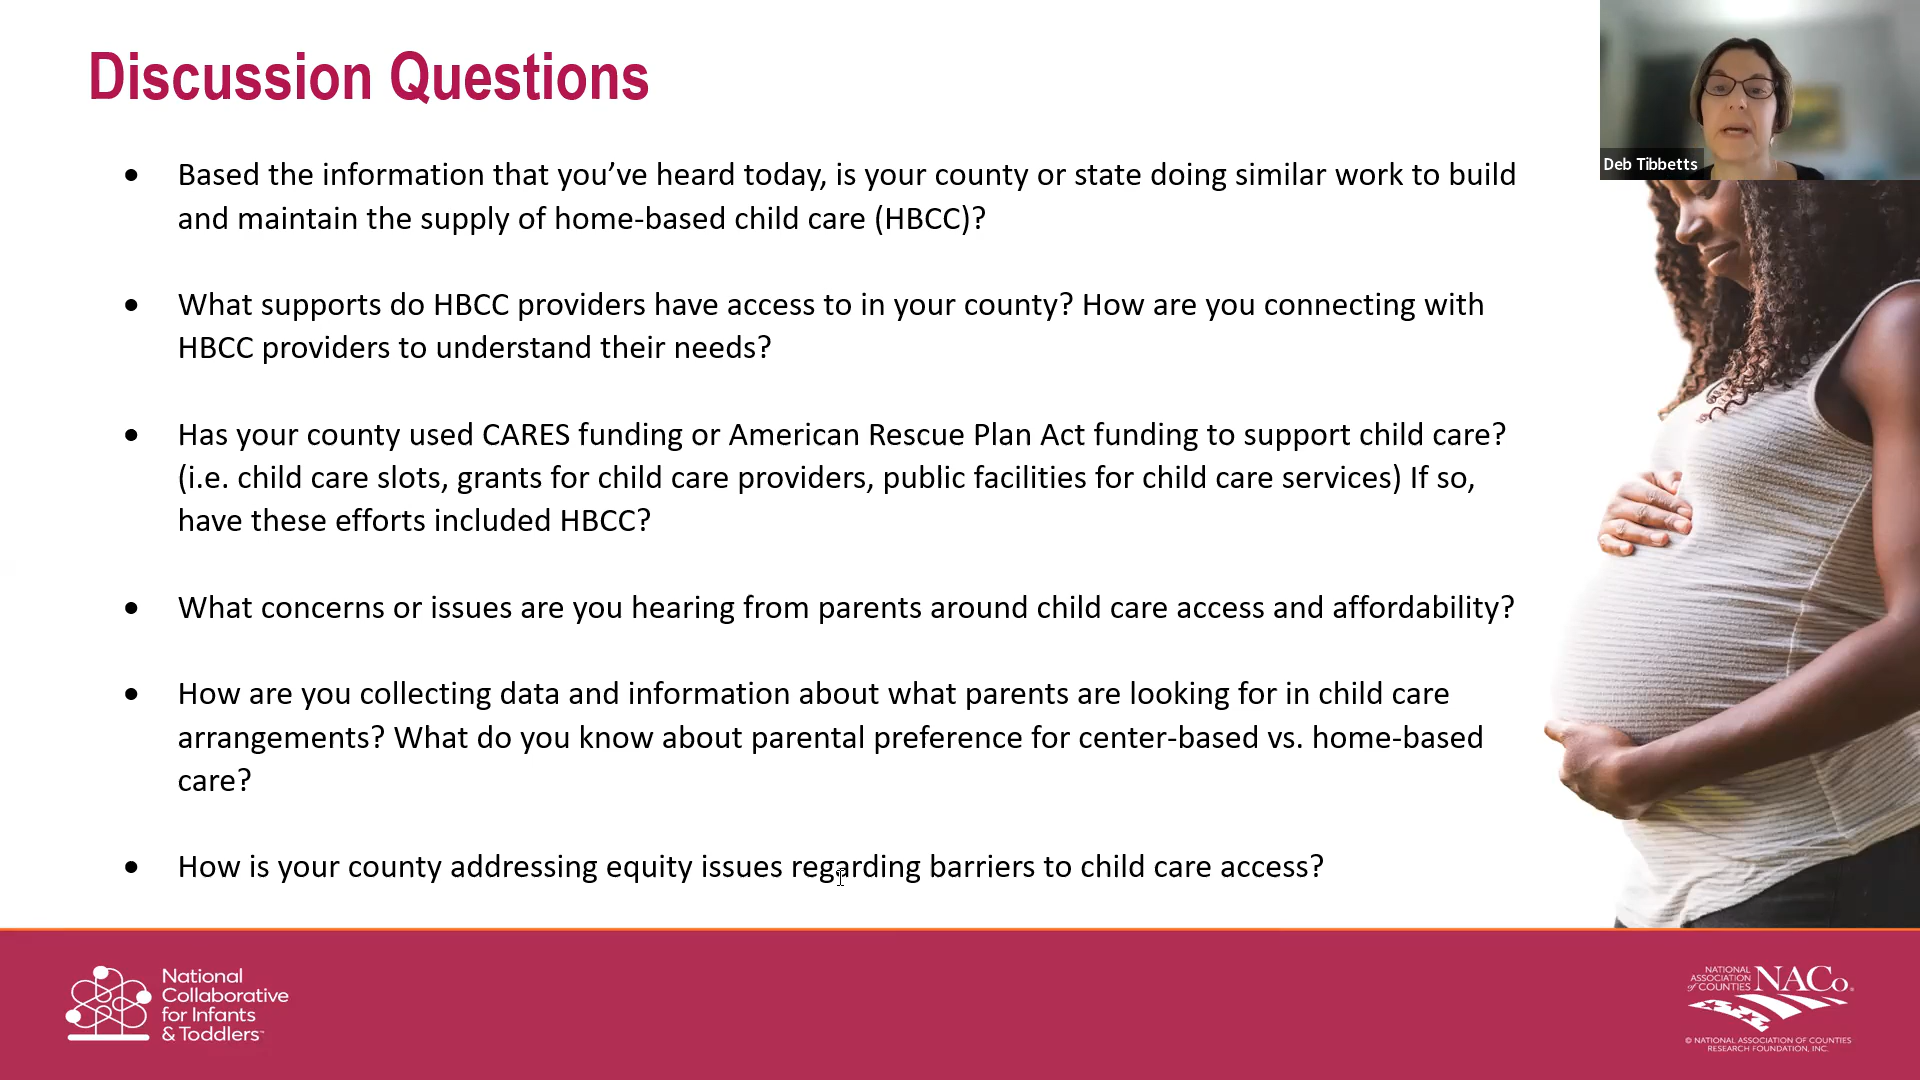 Discussion Questions
Deb Tibbetts
• Based the information that you’ve heard today, is your county or state doing similar work to build
and maintain the supply of home-based child care (HBCC)?
• What supports do HBCC providers have access to in your county? How are you connecting with
HBCC providers to understand their needs?
• Has your county used CARES funding or American Rescue Plan Act funding to support child care?
(i.e. child care slots, grants for child care providers, public facilities for child care services) If so,
have these efforts included HBCC?
• What concerns or issues are you hearing from parents around child care access and affordability?
• How are you collecting data and information about what parents are looking for in child care
arrangements? What do you know about parental preference for center-based vs. home-based
care?
• How is your county addressing equity issues regarding barriers to child care access?
National
Collaborative
for Infants
& Toddlers™
NATIONAL
ASSOCIATION
of COUNTIES
NACo®
© NATIONAL ASSOCIATION OF COUNTIES
RESEARCH FOUNDATION, INC.